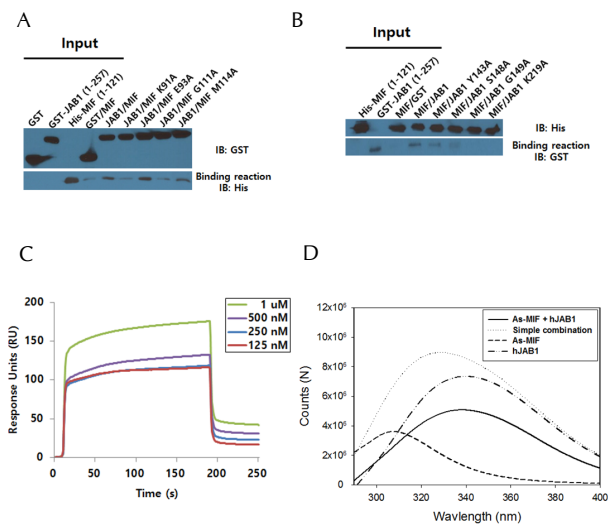 A
Input
GST
GST-JAB1 (1-257)
His-MIF (1-121)
GST/MIF
JAB1/MIF
JAB1/MIF K91A
JAB1/MIF E93A
JAB1/MIF G111A
JAB1/MIF M114A
IB: GST
Binding reaction
IB: His
B
Input
His-MIF (1-121)
GST-JAB1 (1-257)
MIF/GST
MIF/JAB1
MIF/JAB1 Y143A
MIF/JAB1 S148A
MIF/JAB1 G149A
MIF/JAB1 K219A
IB: His
Binding reaction
IB: GST
C
200
150
100
50
0
Response Units (RU)
1 uM
500 nM
250 nM
125 nM
0 50 100 150 200 250
Time (s)
D
12x10⁶
10x10⁶
8x10⁶
6x10⁶
4x10⁶
2x10⁶
0
Counts (N)
As-MIF + hJAB1
Simple combination
As-MIF
hJAB1
300 320 340 360 380 400
Wavelength (nm)